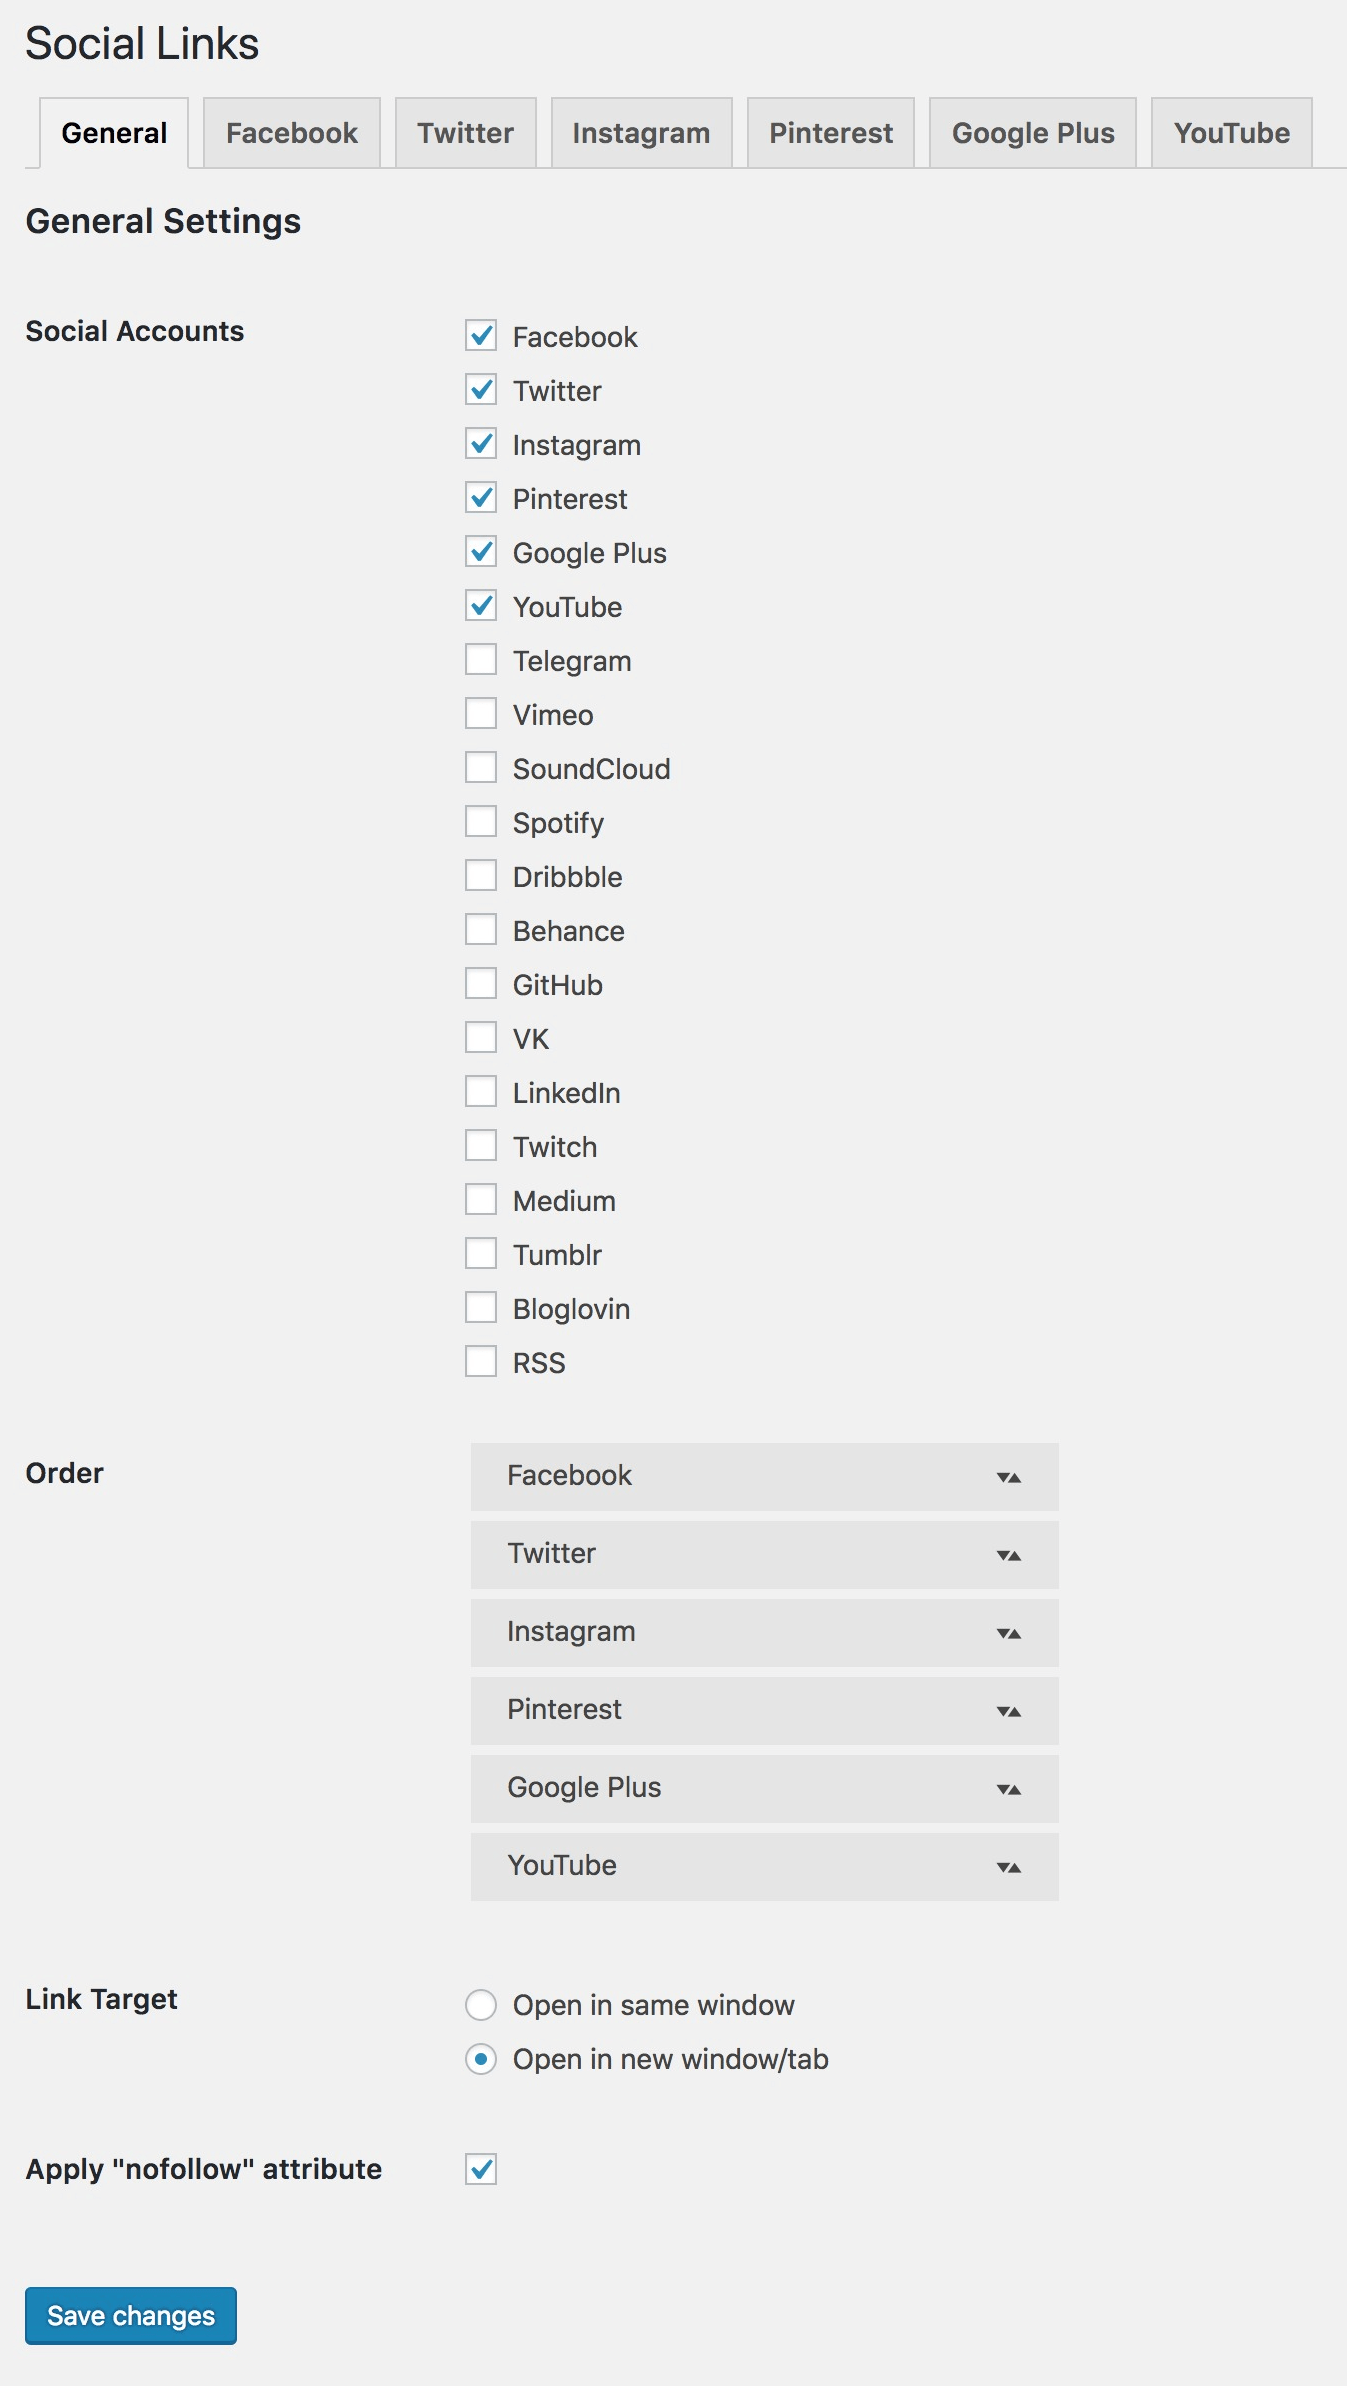 Social Links
General Facebook Twitter Instagram Pinterest Google Plus YouTube
General Settings
Social Accounts
Facebook
Twitter
Instagram
Pinterest
Google Plus
YouTube
Telegram
Vimeo
SoundCloud
Spotify
Dribbble
Behance
GitHub
VK
LinkedIn
Twitch
Medium
Tumblr
Bloglovin
RSS
Order
Facebook
Twitter
Instagram
Pinterest
Google Plus
YouTube
Link Target
Open in same window
Open in new window/tab
Apply "nofollow" attribute
Save changes